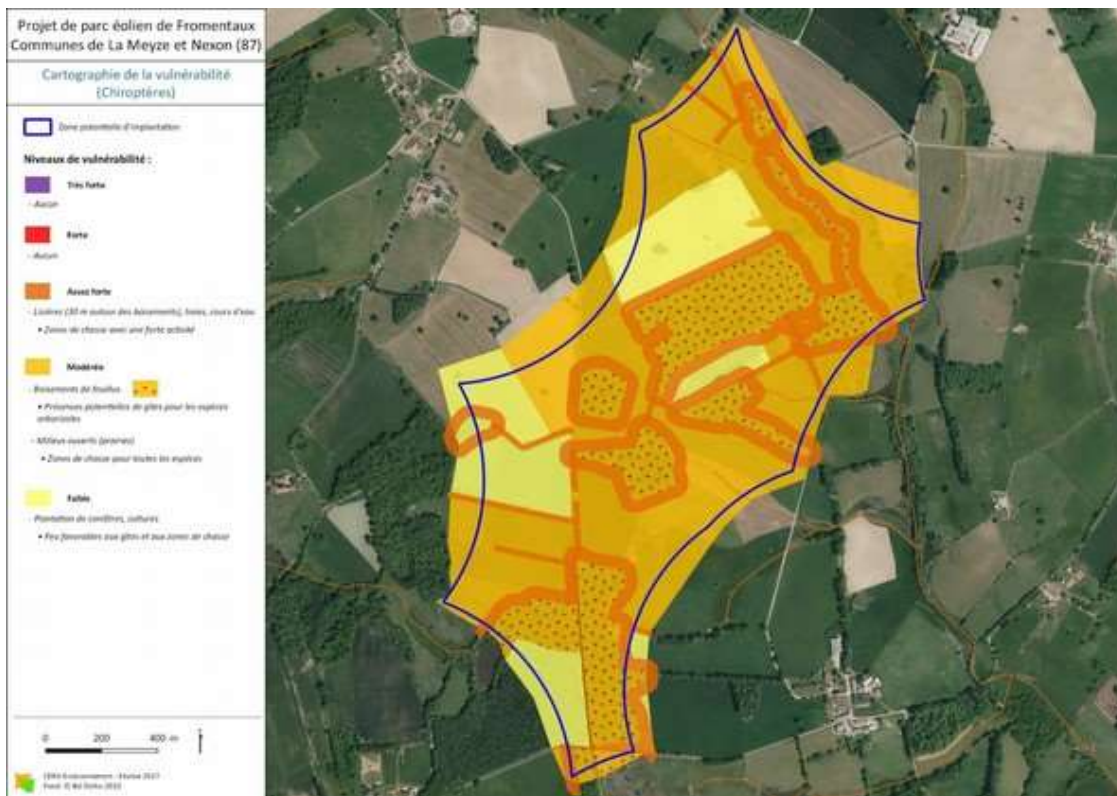 Projet de parc éolien de Fromentaux
Communes de La Meyze et Nexon (87)
Cartographie de la vulnérabilité
(Chiroptères)
Zone potentielle d'implantation
Niveaux de vulnérabilité :
Très forte
- Aucun
Forte
- Aucun
Assez forte
- Lisières (30 m autour des boisements), haies, cours d'eau
• Zones de chasse avec une forte activité
Modérée
- Boisements de feuillus
• Présences potentielles de gîtes pour les espèces
arboricoles
- Milieux ouverts (prairies)
• Zones de chasse pour toutes les espèces
Faible
- Plantation de conifères, cultures
• Peu favorables aux gîtes et aux zones de chasse
0 200 400 m
CERA Environnement
Fond : ©